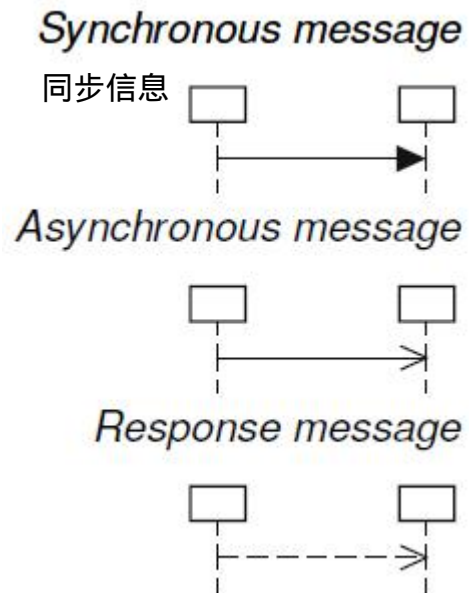 Synchronous message
同步信息
Asynchronous message
Response message